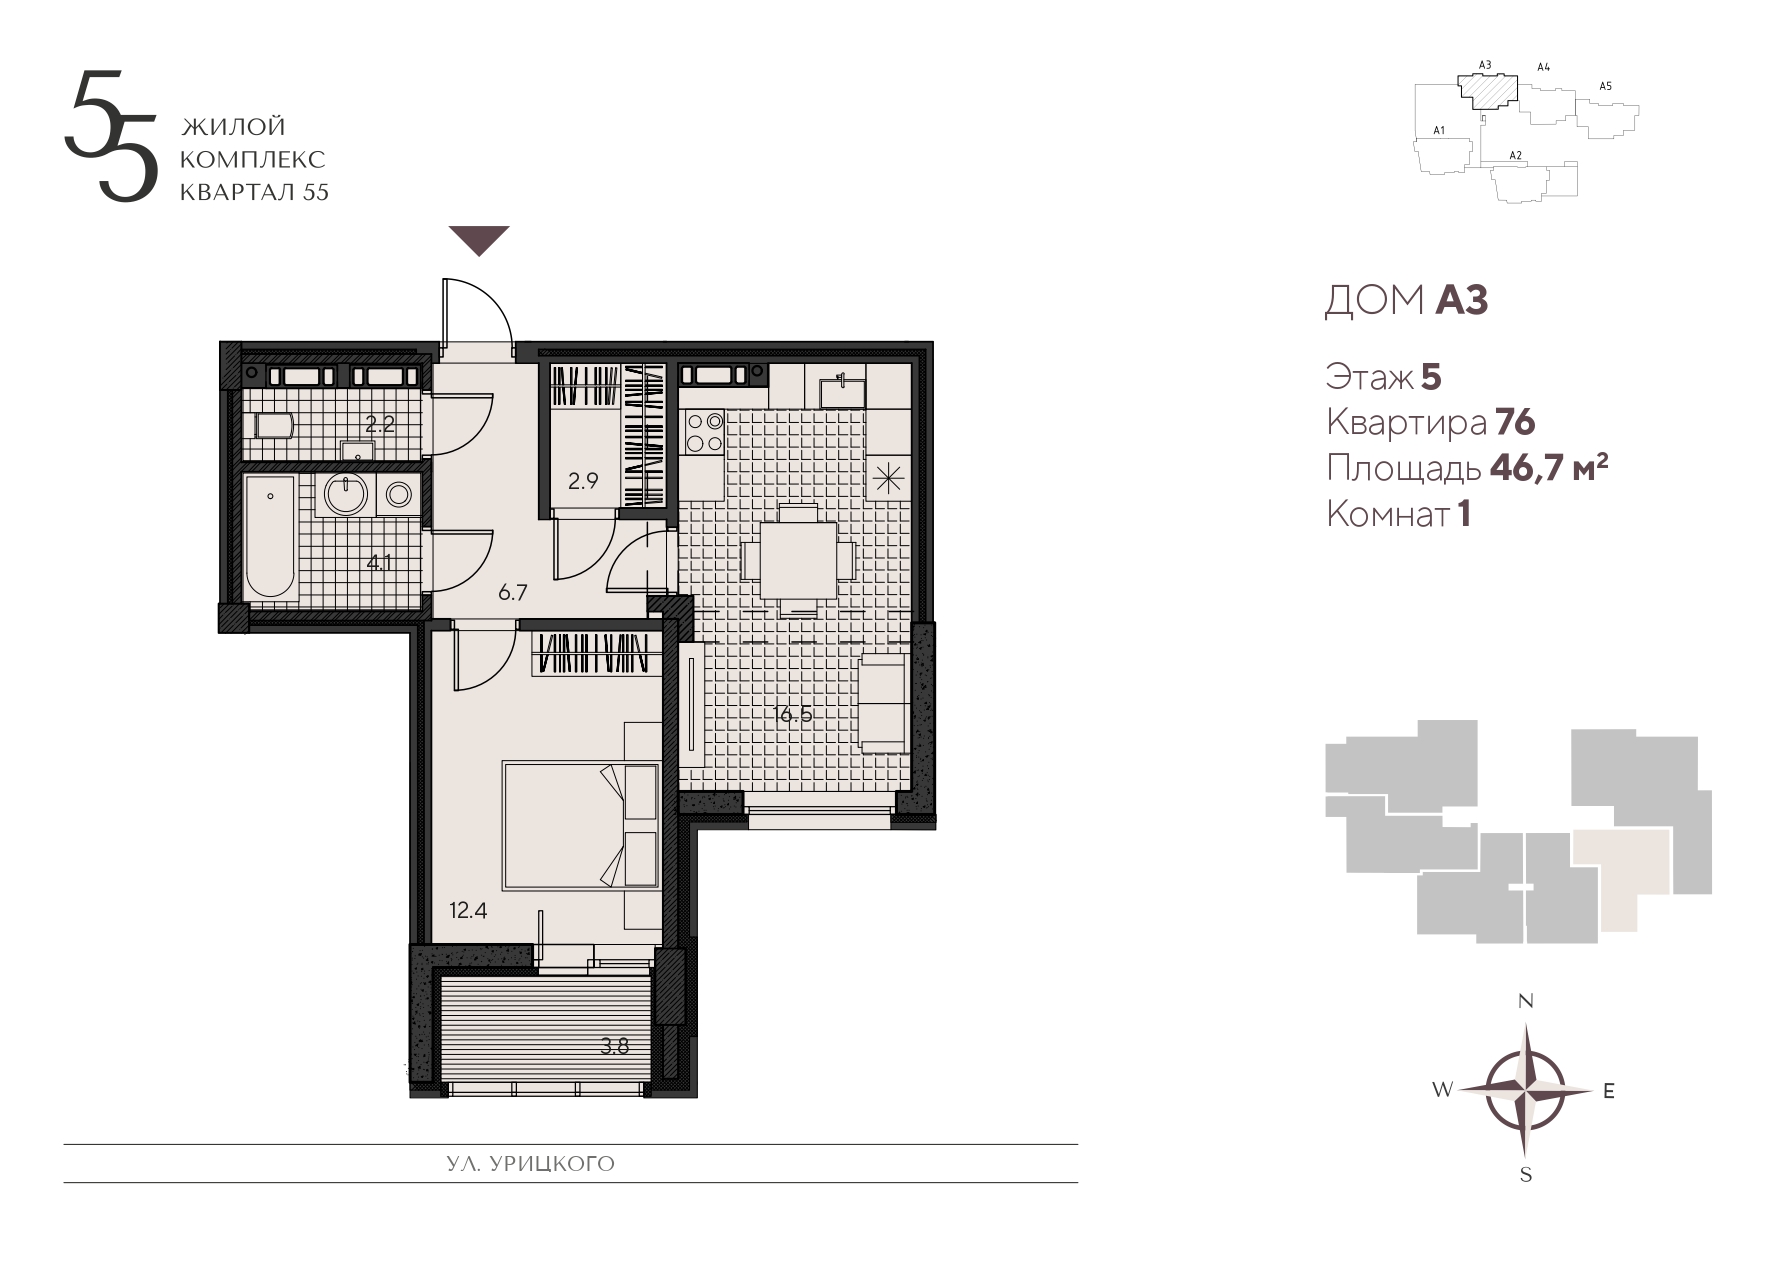 55
ЖИЛОЙ
КОМПЛЕКС
КВАРТАЛ 55
A3
A4
A5
A1
A2
ДОМ А3
Этаж 5
Квартира 76
Площадь 46,7 м²
Комнат 1
2.2
2.9
4.1
6.7
16.5
12.4
3.8
N
W
E
S
УЛ. УРИЦКОГО